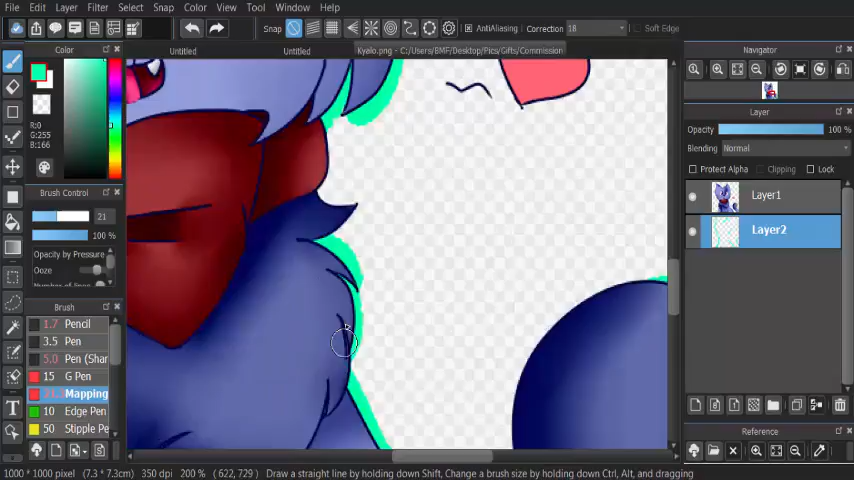 File Edit Layer Filter Select Snap Color View Tool Window Help
Snap AntiAliasing Correction 18 Soft Edge
Untitled Untitled Kyalo.png - C:/Users/BMF/Desktop/Pics/Gifts/Commission
Color
R:0
G:255
B:166
Brush Control
21
100 %
Opacity by Pressure
Ooze
Brush
1.7 Pencil
3.5 Pen
5.0 Pen (Shar
15 G Pen
Mapping
10 Edge Pen
50 Stipple Pe
Navigator
Layer
Opacity 100 %
Blending Normal
Protect Alpha Clipping Lock
Layer1
Layer2
Reference
1000 * 1000 pixel (7.3 * 7.3cm) 350 dpi 200 % ( 622, 729 ) Draw a straight line by holding down Shift, Change a brush size by holding down Ctrl, Alt, and dragging